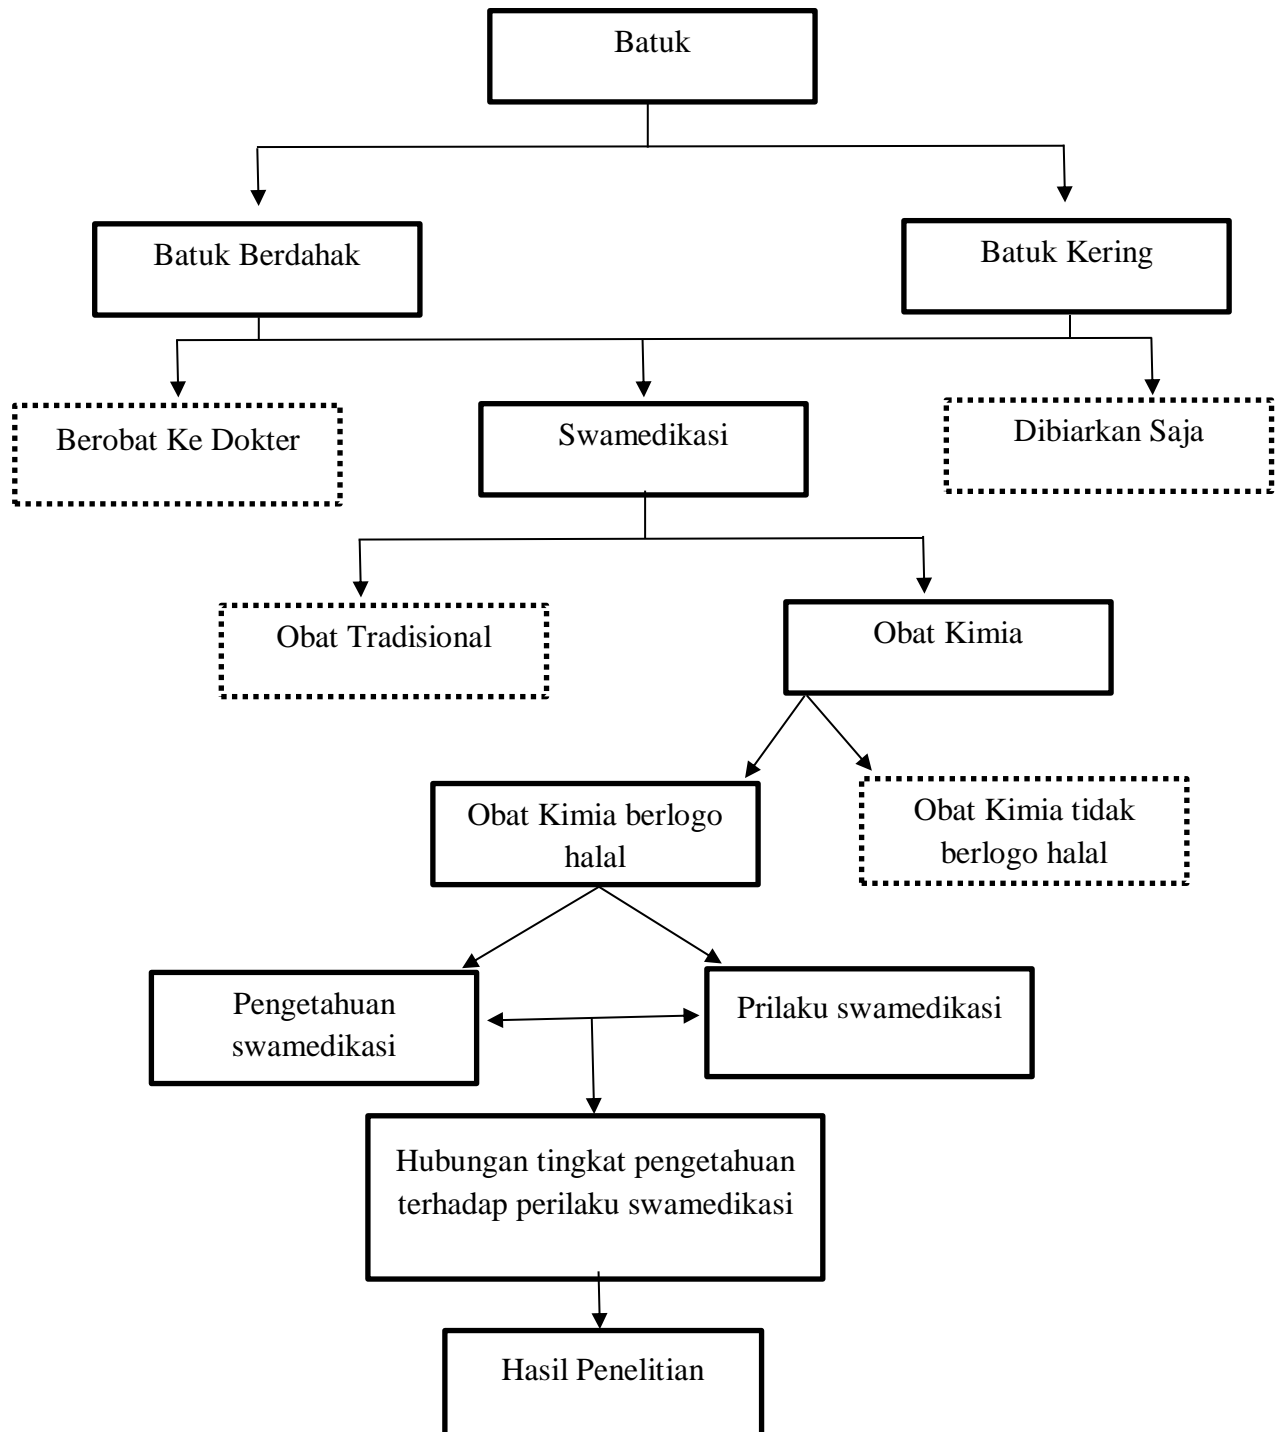 Batuk
Batuk Berdahak
Batuk Kering
Berobat Ke Dokter
Swamedikasi
Dibiarkan Saja
Obat Tradisional
Obat Kimia
Obat Kimia berlogo
halal
Obat Kimia tidak
berlogo halal
Pengetahuan
swamedikasi
Prilaku swamedikasi
Hubungan tingkat pengetahuan
terhadap perilaku swamedikasi
Hasil Penelitian